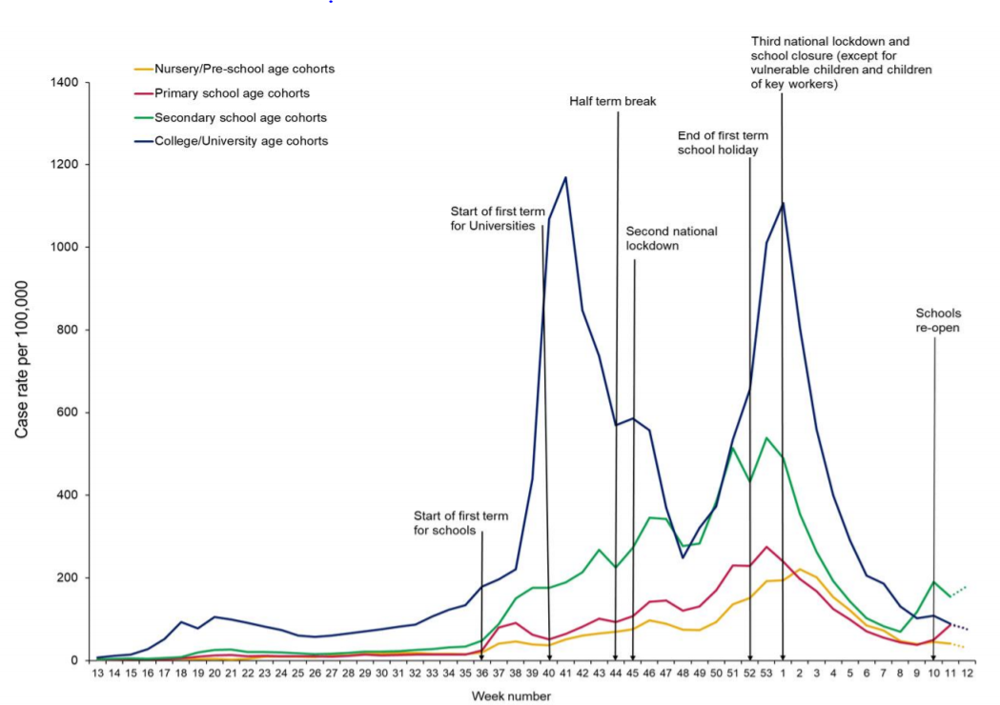 Third national lockdown and
school closure (except for
vulnerable children and children
of key workers)
Nursery/Pre-school age cohorts
Primary school age cohorts
Secondary school age cohorts
College/University age cohorts
Half term break
End of first term
school holiday
Start of first term
for Universities
Second national
lockdown
Schools
re-open
Start of first term
for schools
Case rate per 100,000
1400
1200
1000
800
600
400
200
0
13 14 15 16 17 18 19 20 21 22 23 24 25 26 27 28 29 30 31 32 33 34 35 36 37 38 39 40 41 42 43 44 45 46 47 48 49 50 51 52 53 1 2 3 4 5 6 7 8 9 10 11 12
Week number